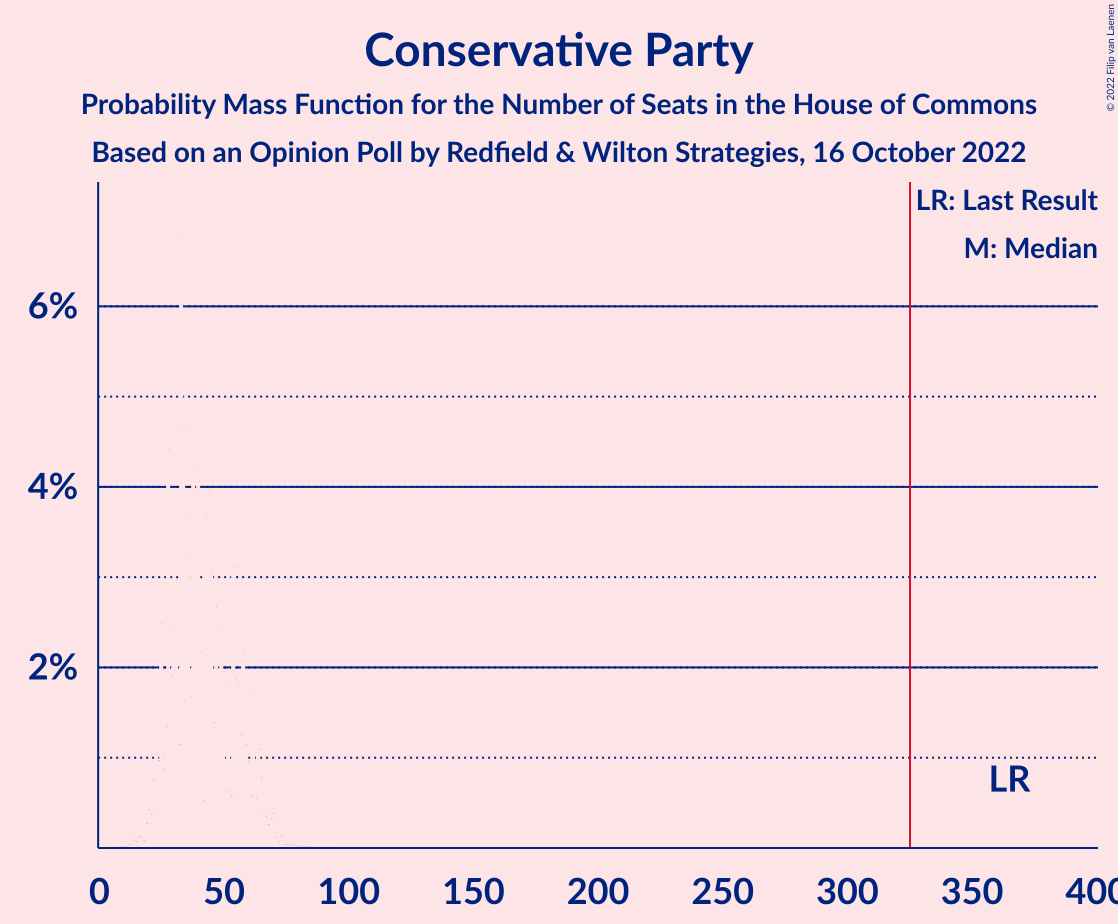 Conservative Party
Probability Mass Function for the Number of Seats in the House of Commons
Based on an Opinion Poll by Redfield & Wilton Strategies, 16 October 2022
© 2022 Filip van Laenen
LR: Last Result
M: Median
6%
4%
2%
LR
0 50 100 150 200 250 300 350 400